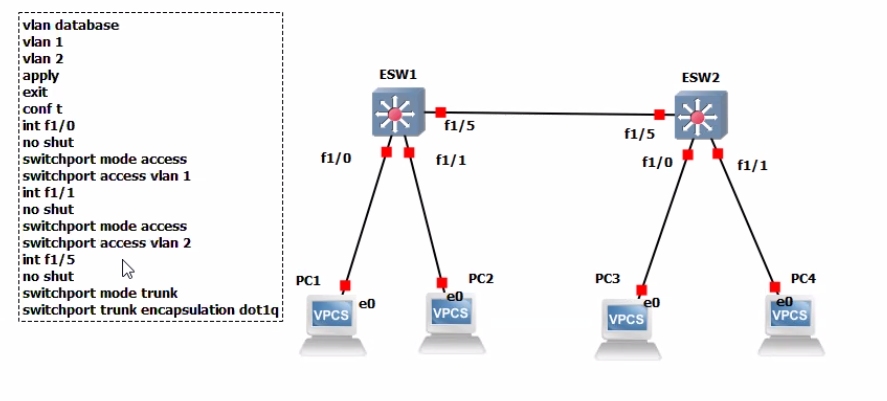 vlan database
vlan 1
vlan 2
apply
exit
conf t
int f1/0
no shut
switchport mode access
switchport access vlan 1
int f1/1
no shut
switchport mode access
switchport access vlan 2
int f1/5
no shut
switchport mode trunk
switchport trunk encapsulation dot1q
ESW1
ESW2
f1/5
f1/5
f1/0
f1/1
f1/0
f1/1
PC1
PC2
PC3
PC4
e0
e0
e0
e0
VPCS
VPCS
VPCS
VPCS